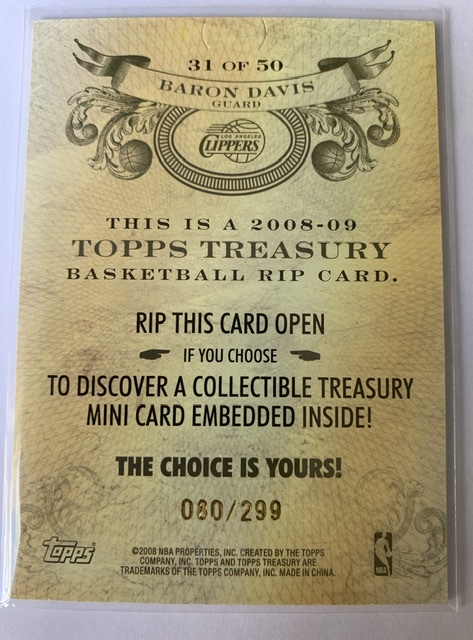 31 OF 50
BARON DAVIS
GUARD
LOS ANGELES
CLIPPERS
THIS IS A 2008-09
TOPPS TREASURY
BASKETBALL RIP CARD.
RIP THIS CARD OPEN
IF YOU CHOOSE
TO DISCOVER A COLLECTIBLE TREASURY
MINI CARD EMBEDDED INSIDE!
THE CHOICE IS YOURS!
080/299
Topps
©2008 NBA PROPERTIES, INC. CREATED BY THE TOPPS
COMPANY, INC. TOPPS AND TOPPS TREASURY ARE
TRADEMARKS OF THE TOPPS COMPANY, INC. MADE IN CHINA.